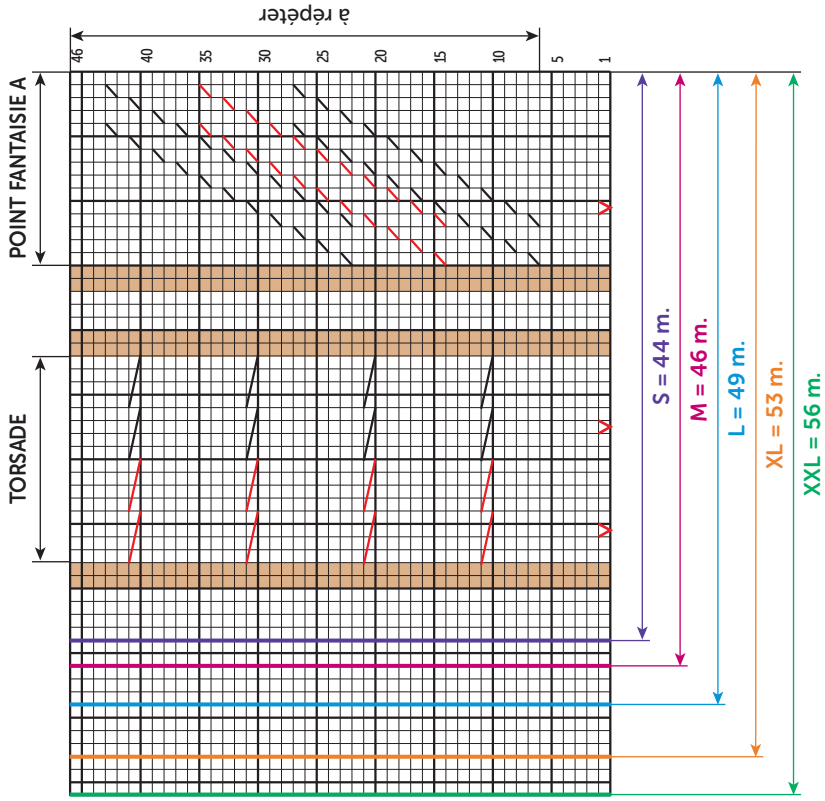 à répéter
46
40
35
30
25
20
15
10
5
1
POINT FANTAISIE A
TORSADE
S = 44 m.
M = 46 m.
L = 49 m.
XL = 53 m.
XXL = 56 m.